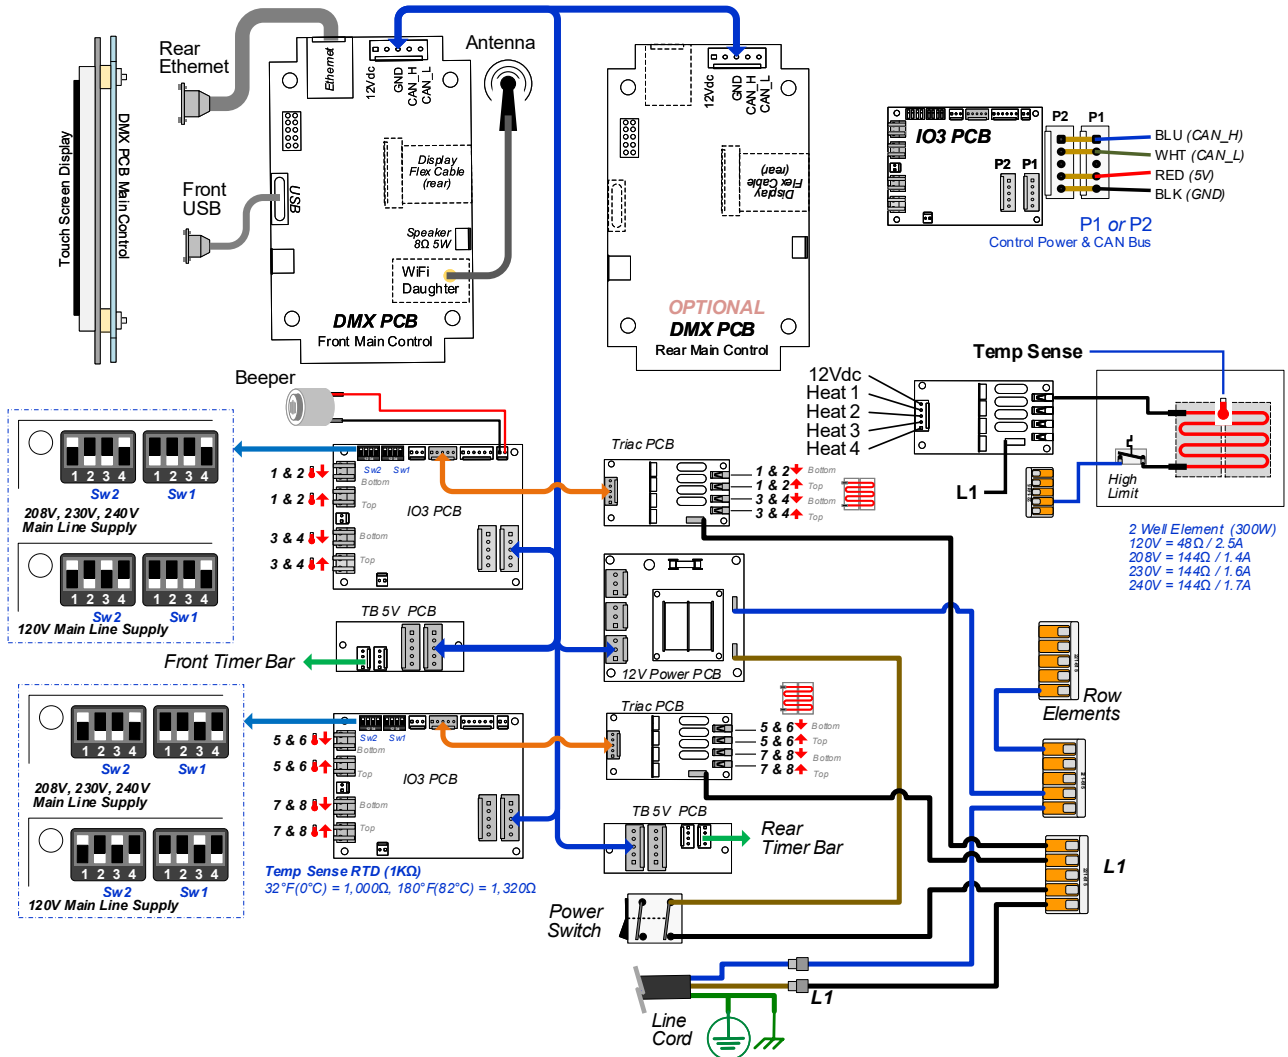 Touch Screen Display
DMX PCB Main Control
Rear
Ethernet
Front
USB
Ethernet
12Vdc
GND
CAN_H
CAN_L
Antenna
USB
Display
Flex Cable
(rear)
Speaker
8Ω 5W
WiFi
Daughter
DMX PCB
Front Main Control
12Vdc
GND
CAN_H
CAN_L
Display
Flex Cable
(rear)
OPTIONAL
DMX PCB
Rear Main Control
IO3 PCB
P2 P1
P2 P1
BLU (CAN_H)
WHT (CAN_L)
RED (5V)
BLK (GND)
P1 or P2
Control Power & CAN Bus
Beeper
1 2 3 4 1 2 3 4
Sw2 Sw1
208V, 230V, 240V
Main Line Supply
1 2 3 4 1 2 3 4
Sw2 Sw1
120V Main Line Supply
Sw2 Sw1
1 & 2 Bottom
1 & 2 Top
IO3 PCB
3 & 4 Bottom
3 & 4 Top
Triac PCB
1 & 2 Bottom
1 & 2 Top
3 & 4 Bottom
3 & 4 Top
12Vdc
Heat 1
Heat 2
Heat 3
Heat 4
L1
Temp Sense
High
Limit
2 Well Element (300W)
120V = 48Ω / 2.5A
208V = 144Ω / 1.4A
230V = 144Ω / 1.6A
240V = 144Ω / 1.7A
TB 5V PCB
Front Timer Bar
12V Power PCB
Row
Elements
1 2 3 4 1 2 3 4
Sw2 Sw1
208V, 230V, 240V
Main Line Supply
1 2 3 4 1 2 3 4
Sw2 Sw1
120V Main Line Supply
Sw2 Sw1
5 & 6 Bottom
5 & 6 Top
IO3 PCB
7 & 8 Bottom
7 & 8 Top
Triac PCB
5 & 6 Bottom
5 & 6 Top
7 & 8 Bottom
7 & 8 Top
TB 5V PCB
Rear
Timer Bar
L1
Temp Sense RTD (1KΩ)
32°F(0°C) = 1,000Ω, 180°F(82°C) = 1,320Ω
Power
Switch
L1
Line
Cord